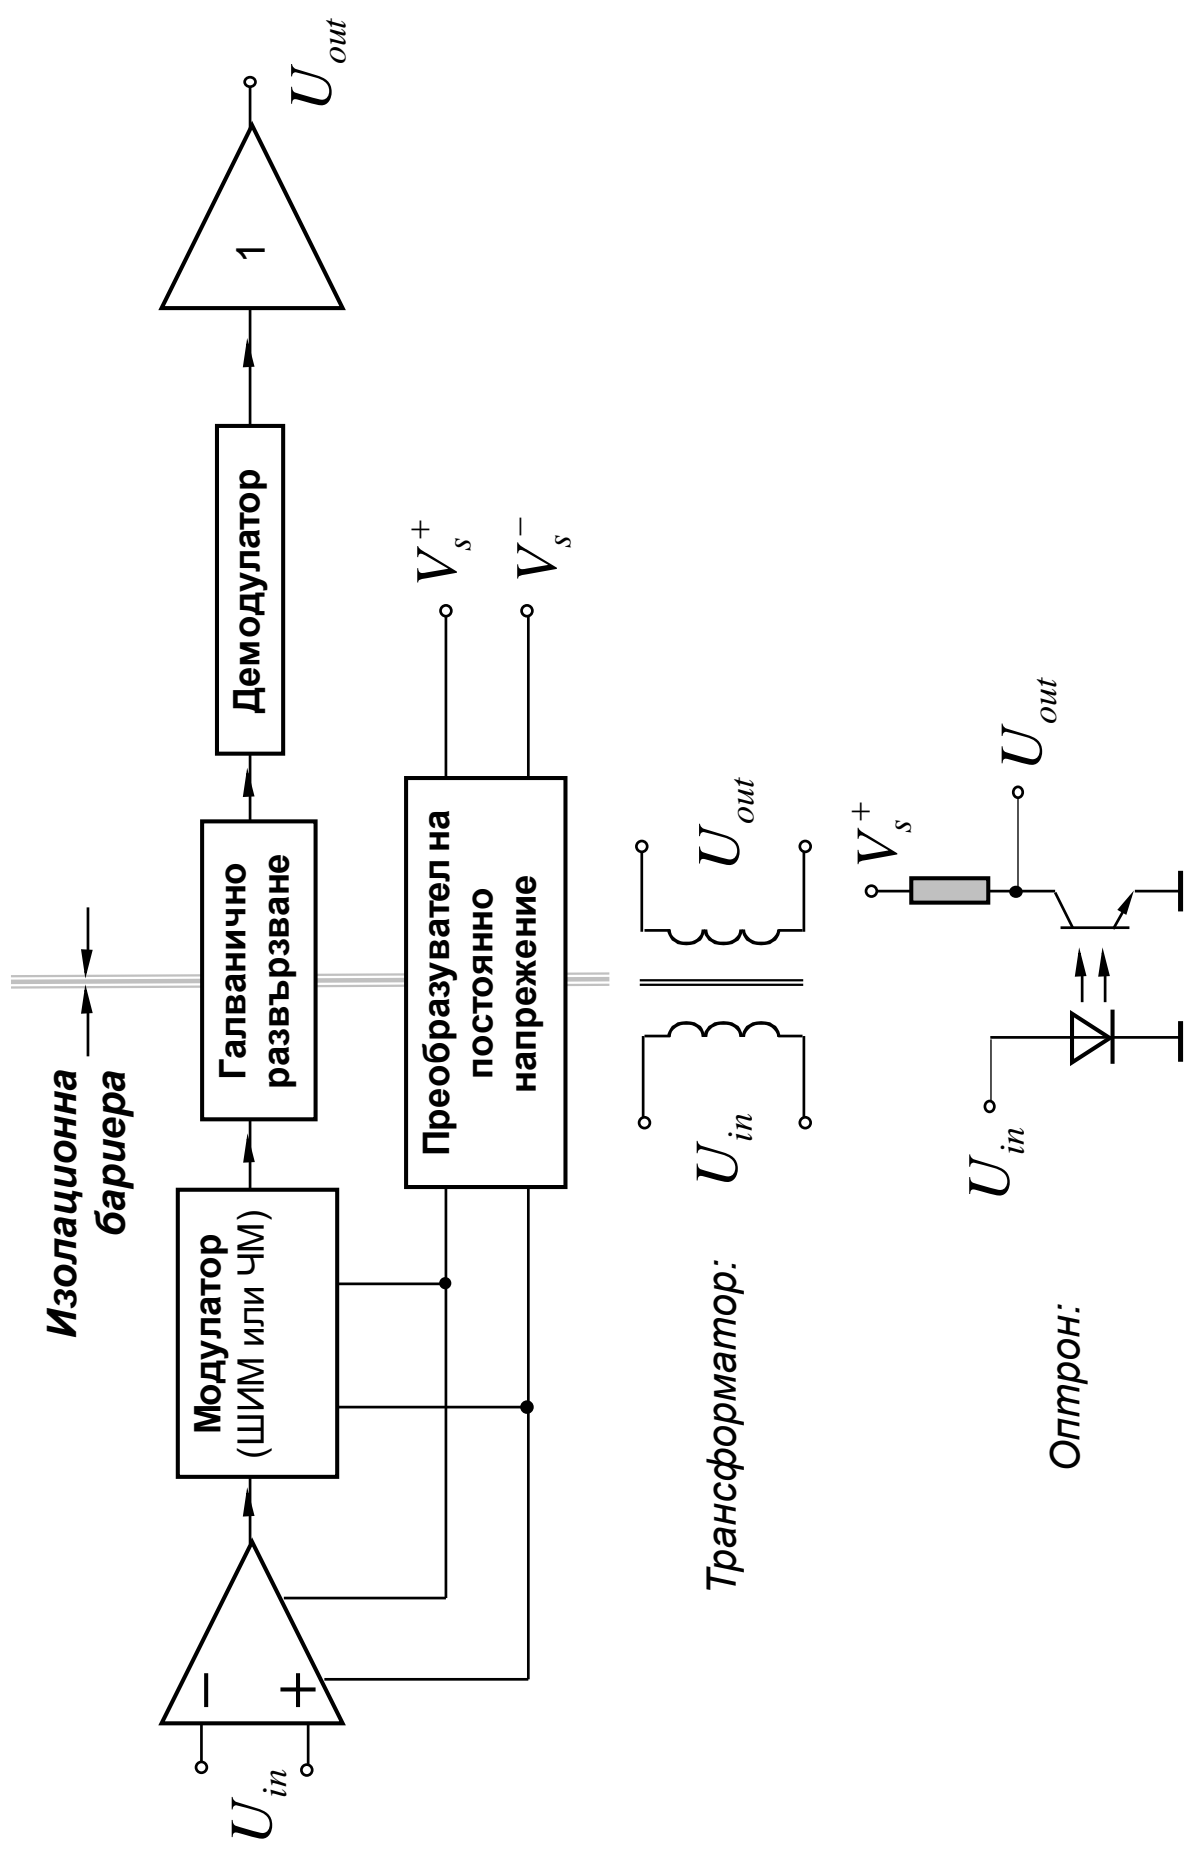 Изолационна
бариера
U_in
−
+
Модулатор
(ШИМ или ЧМ)
Галванично
развързване
Демодулатор
1
U_out
Преобразувател на
постоянно
напрежение
V_s^+
V_s^−
Трансформатор:
U_in
U_out
Оптрон:
U_in
V_s^+
U_out